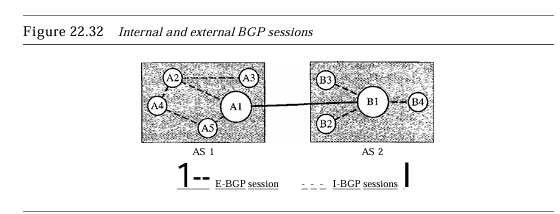 Figure 22.32 Internal and external BGP sessions
A2 A3 B3
A1 B1 B4
A4
A5 B2
AS 1 AS 2
1-- E-BGP session - - - I-BGP sessions |